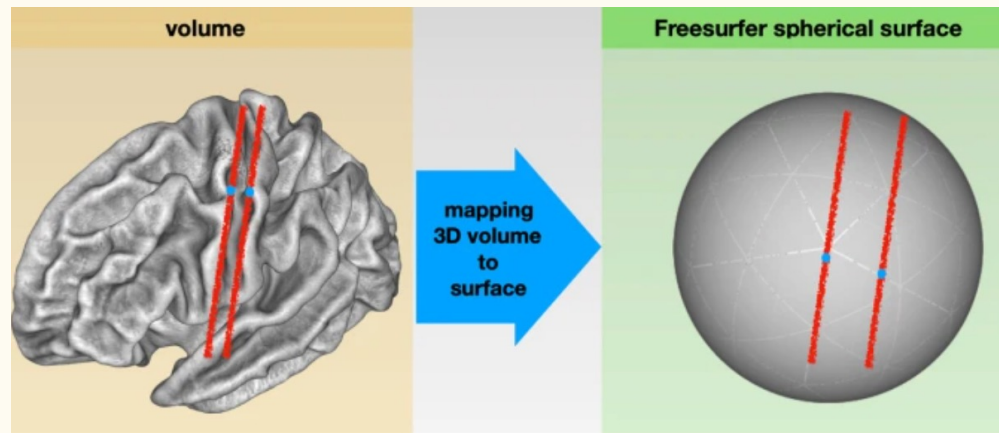 volume
Freesurfer spherical surface
mapping
3D volume
to
surface